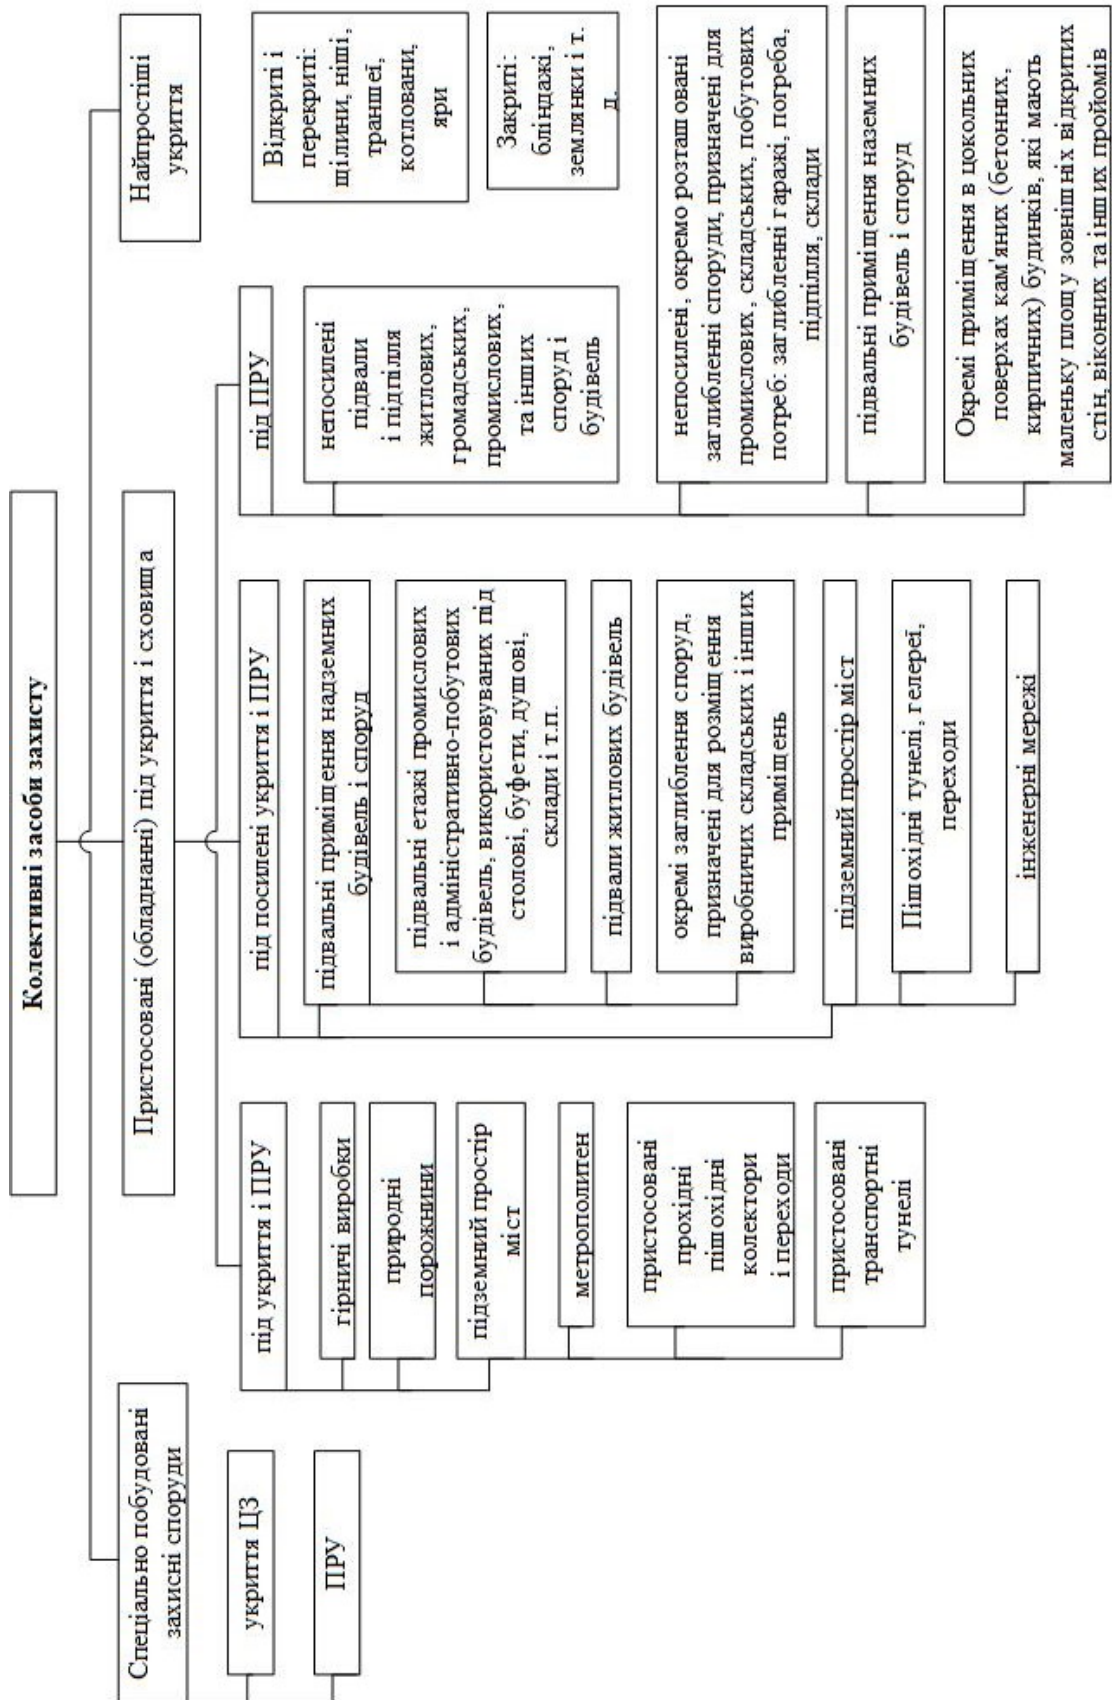 Колективні засоби захисту
Спеціально побудовані
захисні споруди
укриття ЦЗ
ПРУ
Пристосовані (обладнанні) під укриття і сховища
під укриття і ПРУ
гірничі виробки
природні
порожнини
підземний простір
міст
метрополитен
пристосовані
прохідні
пішохідні
колектори
і переходи
пристосовані
транспортні
тунелі
під посилені укриття і ПРУ
підвальні приміщення надземних
будівель і споруд
підвальні етажі промислових
і адміністративно-побутових
будівель, використовуваних під
столові, буфети, душові,
склади і т.п.
підвали житлових будівель
окремі заглиблення споруд,
призначені для розміщення
виробничих складських і інших
приміщень
підземний простір міст
Пішохідні тунелі, гелереї,
переходи
інженерні мережі
під ПРУ
непосилені
підвали
і підпілля
житлових,
громадських,
промислових,
та інших
споруд і
будівель
непосилені, окремо розташовані
заглибленні споруди, призначені для
промислових, складських, побутових
потреб: заглибленні гаражі, погреба,
підпілля, склади
підвальні приміщення наземних
будівель і споруд
Окремі приміщення в цокольних
поверхах кам'яних (бетонних,
кирпичних) будинків, які мають
маленьку площу зовнішніх відкритих
стін, віконних та інших пройомів
Найпростіші
укриття
Відкриті і
перекриті:
щілини, ніші,
траншеї,
котловани,
яри
Закриті:
бліндажі,
землянки і т.
д.